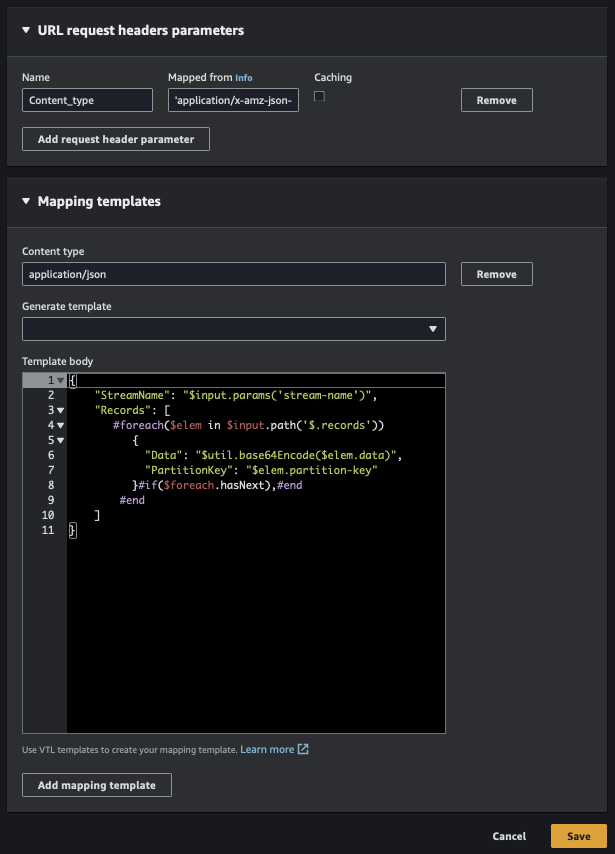 URL request headers parameters
Name Mapped from Info Caching
Content_type 'application/x-amz-json- Remove
Add request header parameter
Mapping templates
Content type
application/json Remove
Generate template
Template body
1 {
2 "StreamName": "$input.params('stream-name')",
3 "Records": [
4 #foreach($elem in $input.path('$.records'))
5 {
6 "Data": "$util.base64Encode($elem.data)",
7 "PartitionKey": "$elem.partition-key"
8 }#if($foreach.hasNext),#end
9 #end
10 ]
11 }
Use VTL templates to create your mapping template. Learn more
Add mapping template
Cancel Save